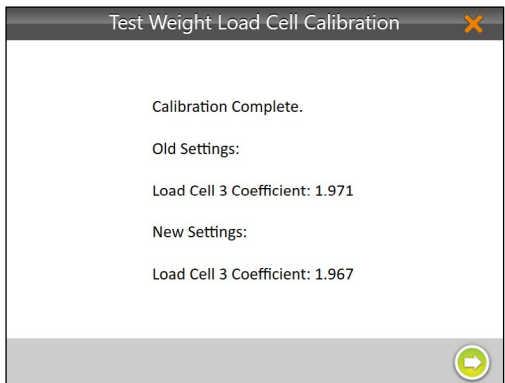 Test Weight Load Cell Calibration
Calibration Complete.
Old Settings:
Load Cell 3 Coefficient: 1.971
New Settings:
Load Cell 3 Coefficient: 1.967